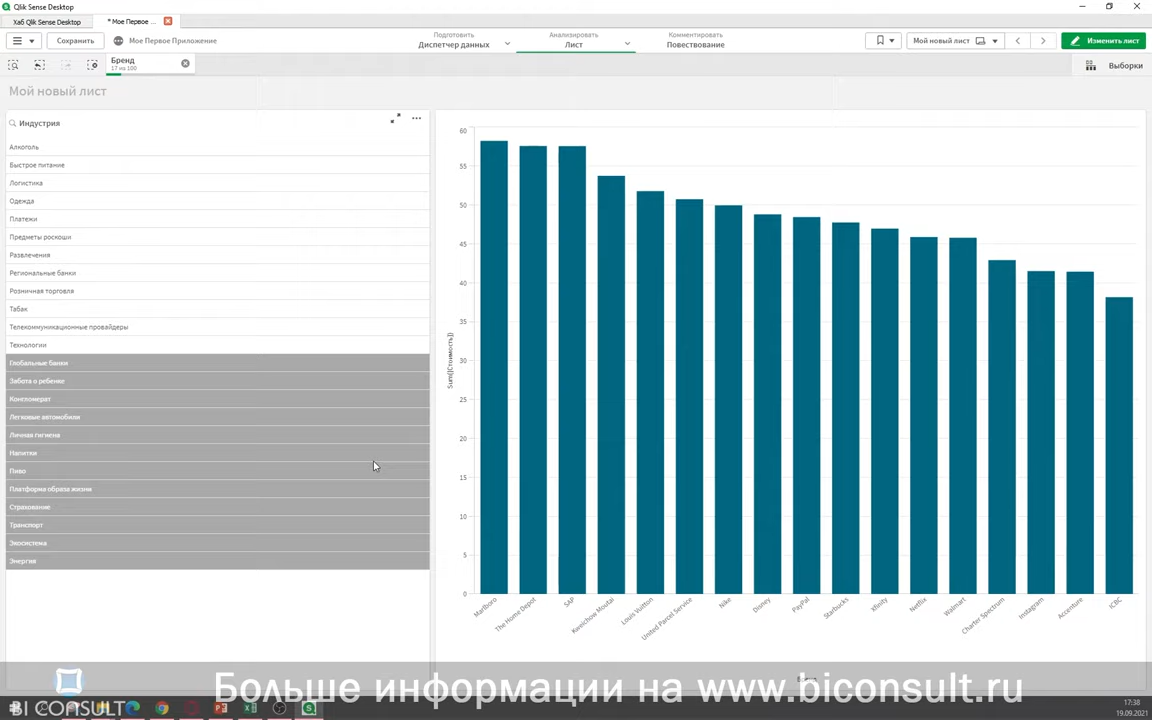 Qlik Sense Desktop
Хаб Qlik Sense Desktop
* Мое Первое ...
Сохранить
Мое Первое Приложение
Подготовить
Диспетчер данных
Анализировать
Лист
Комментировать
Повествование
Мой новый лист
Изменить лист
Бренд
17 из 100
Выборки
Мой новый лист
Индустрия
Алкоголь
Быстрое питание
Логистика
Одежда
Платежи
Предметы роскоши
Развлечения
Региональные банки
Розничная торговля
Табак
Телекоммуникационные провайдеры
Технологии
Глобальные банки
Забота о ребенке
Конгломерат
Легковые автомобили
Личная гигиена
Напитки
Пиво
Платформа образа жизни
Страхование
Транспорт
Экосистема
Энергия
Sum([Стоимость])
60
55
50
45
40
35
30
25
20
15
10
5
0
Marlboro
The Home Depot
SAP
Kweichow Moutai
Louis Vuitton
United Parcel Service
Nike
Disney
PayPal
Starbucks
Xfinity
Netflix
Walmart
Charter Spectrum
Instagram
Accenture
ICBC
Больше информации на www.biconsult.ru
BI CONSULT
17:38
19.09.2021